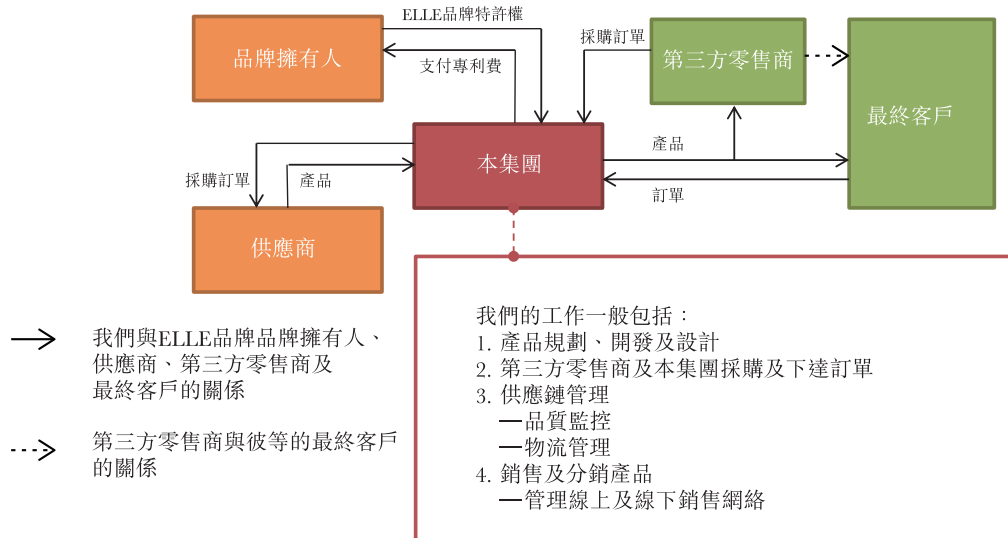 ELLE品牌特許權
品牌擁有人
支付專利費
採購訂單
第三方零售商
最終客戶
本集團
產品
訂單
採購訂單
產品
供應商
我們與ELLE品牌品牌擁有人、
供應商、第三方零售商及
最終客戶的關係
第三方零售商與彼等的最終客戶
的關係
我們的工作一般包括：
1. 產品規劃、開發及設計
2. 第三方零售商及本集團採購及下達訂單
3. 供應鏈管理
—品質監控
—物流管理
4. 銷售及分銷產品
—管理線上及線下銷售網絡